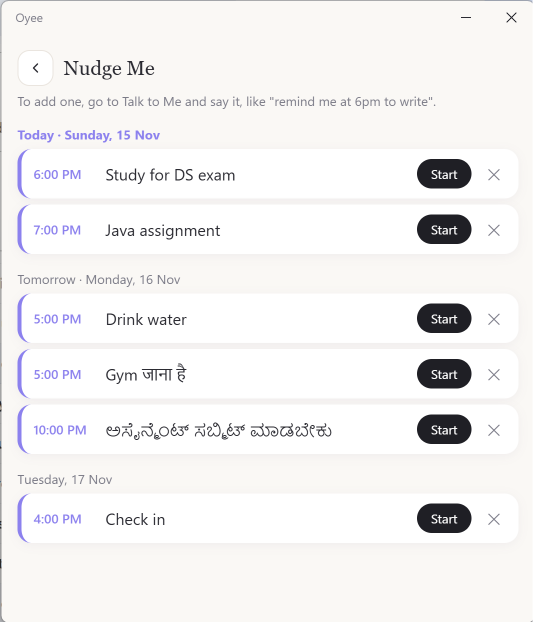 Oyee
Nudge Me
To add one, go to Talk to Me and say it, like "remind me at 6pm to write".
Today · Sunday, 15 Nov
6:00 PM Study for DS exam Start
7:00 PM Java assignment Start
Tomorrow · Monday, 16 Nov
5:00 PM Drink water Start
5:00 PM Gym जाना है Start
10:00 PM ಅಸೈನ್ಮೆಂಟ್ ಸಬ್ಮಿಟ್ ಮಾಡಬೇಕು Start
Tuesday, 17 Nov
4:00 PM Check in Start